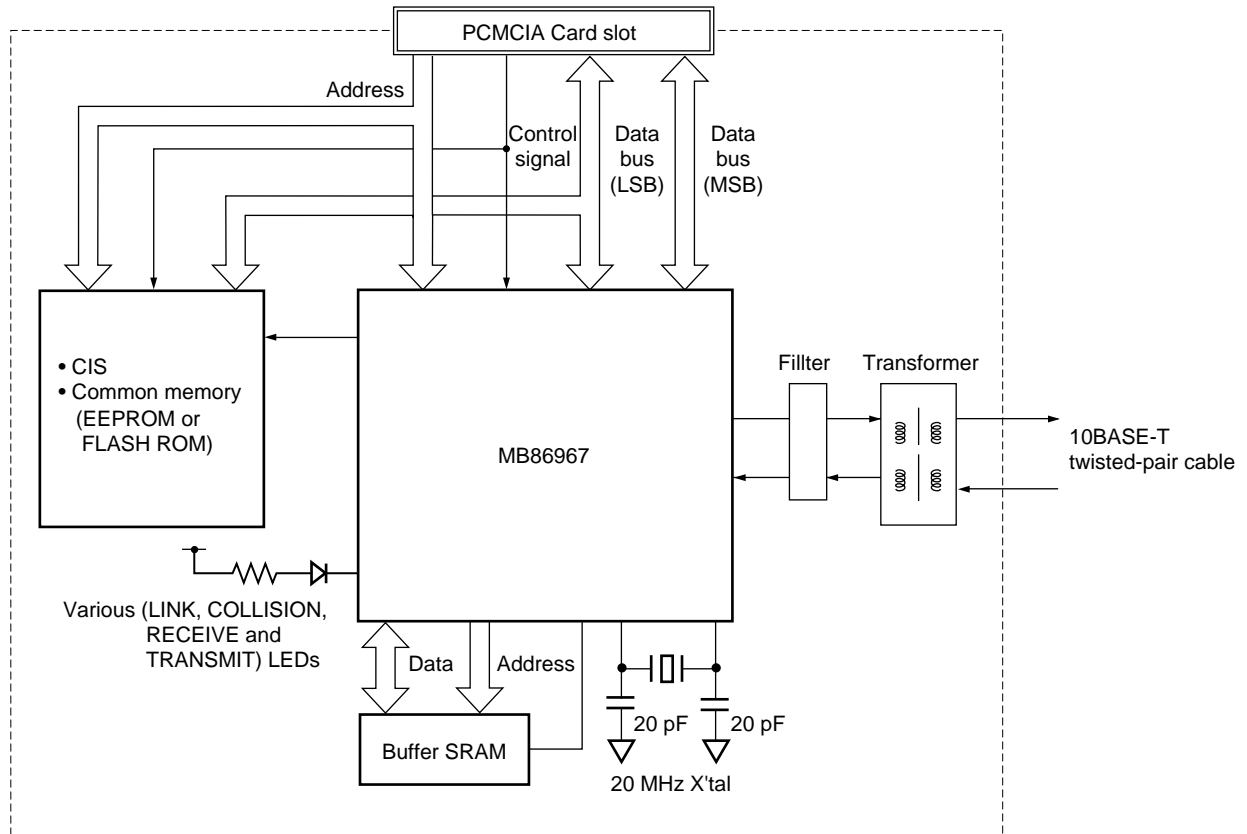 PCMCIA Card slot
Address
Control
signal
Data
bus
(LSB)
Data
bus
(MSB)
• CIS
• Common memory
(EEPROM or
FLASH ROM)
MB86967
Fillter
Transformer
10BASE-T
twisted-pair cable
Various (LINK, COLLISION,
RECEIVE and
TRANSMIT) LEDs
Data
Address
Buffer SRAM
20 pF
20 pF
20 MHz X'tal